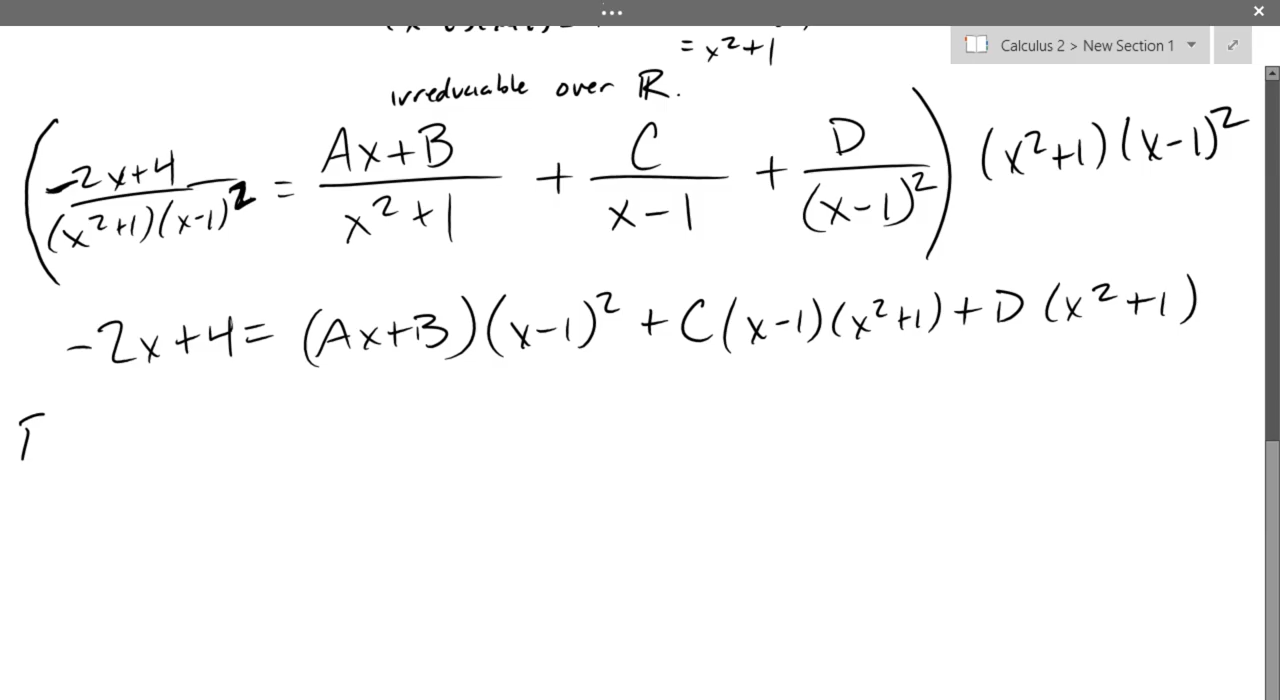 Calculus 2 > New Section 1
= x²+1
irreducable over ℝ.
( -2x+4 / (x²+1)(x-1)² = Ax+B / x²+1 + C / x-1 + D / (x-1)² ) (x²+1)(x-1)²
-2x+4 = (Ax+B)(x-1)² + C(x-1)(x²+1) + D(x²+1)